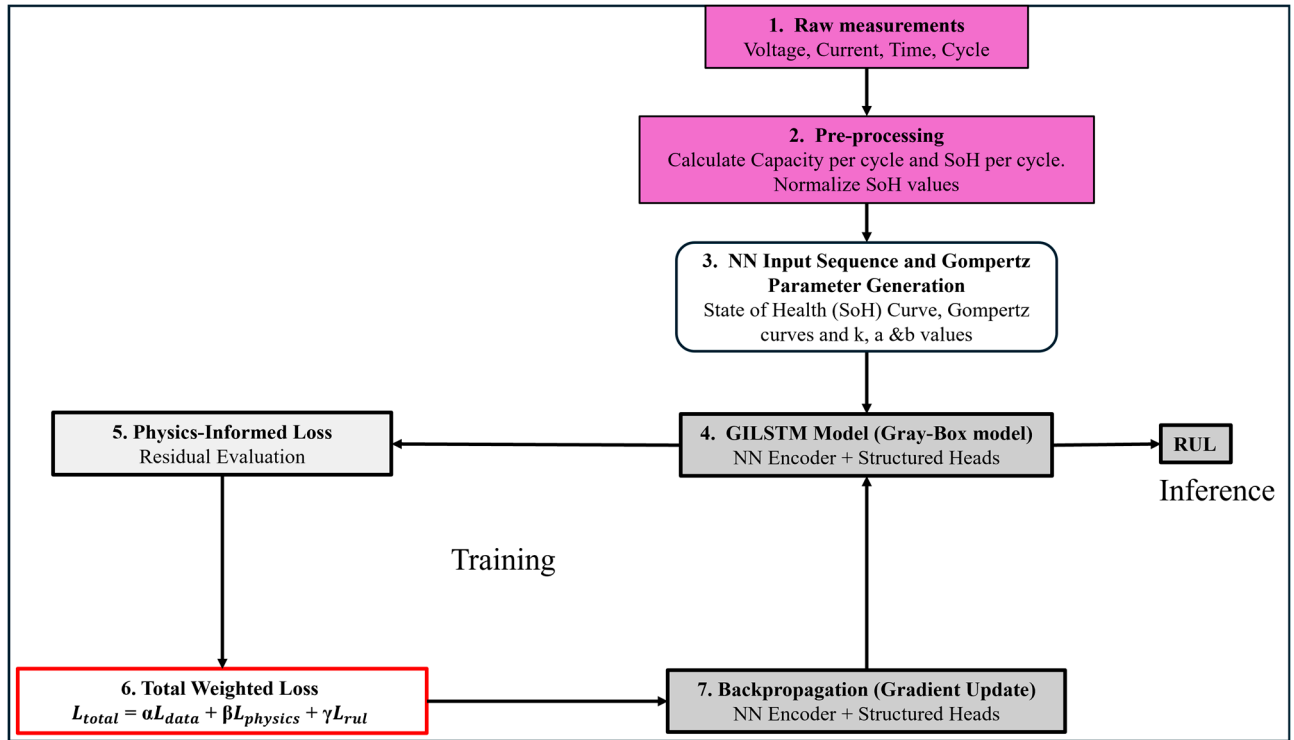 1. Raw measurements
Voltage, Current, Time, Cycle
2. Pre-processing
Calculate Capacity per cycle and SoH per cycle.
Normalize SoH values
3. NN Input Sequence and Gompertz
Parameter Generation
State of Health (SoH) Curve, Gompertz
curves and k, a &b values
5. Physics-Informed Loss
Residual Evaluation
4. GILSTM Model (Gray-Box model)
NN Encoder + Structured Heads
RUL
Inference
Training
6. Total Weighted Loss
L_total = αL_data + βL_physics + γL_rul
7. Backpropagation (Gradient Update)
NN Encoder + Structured Heads